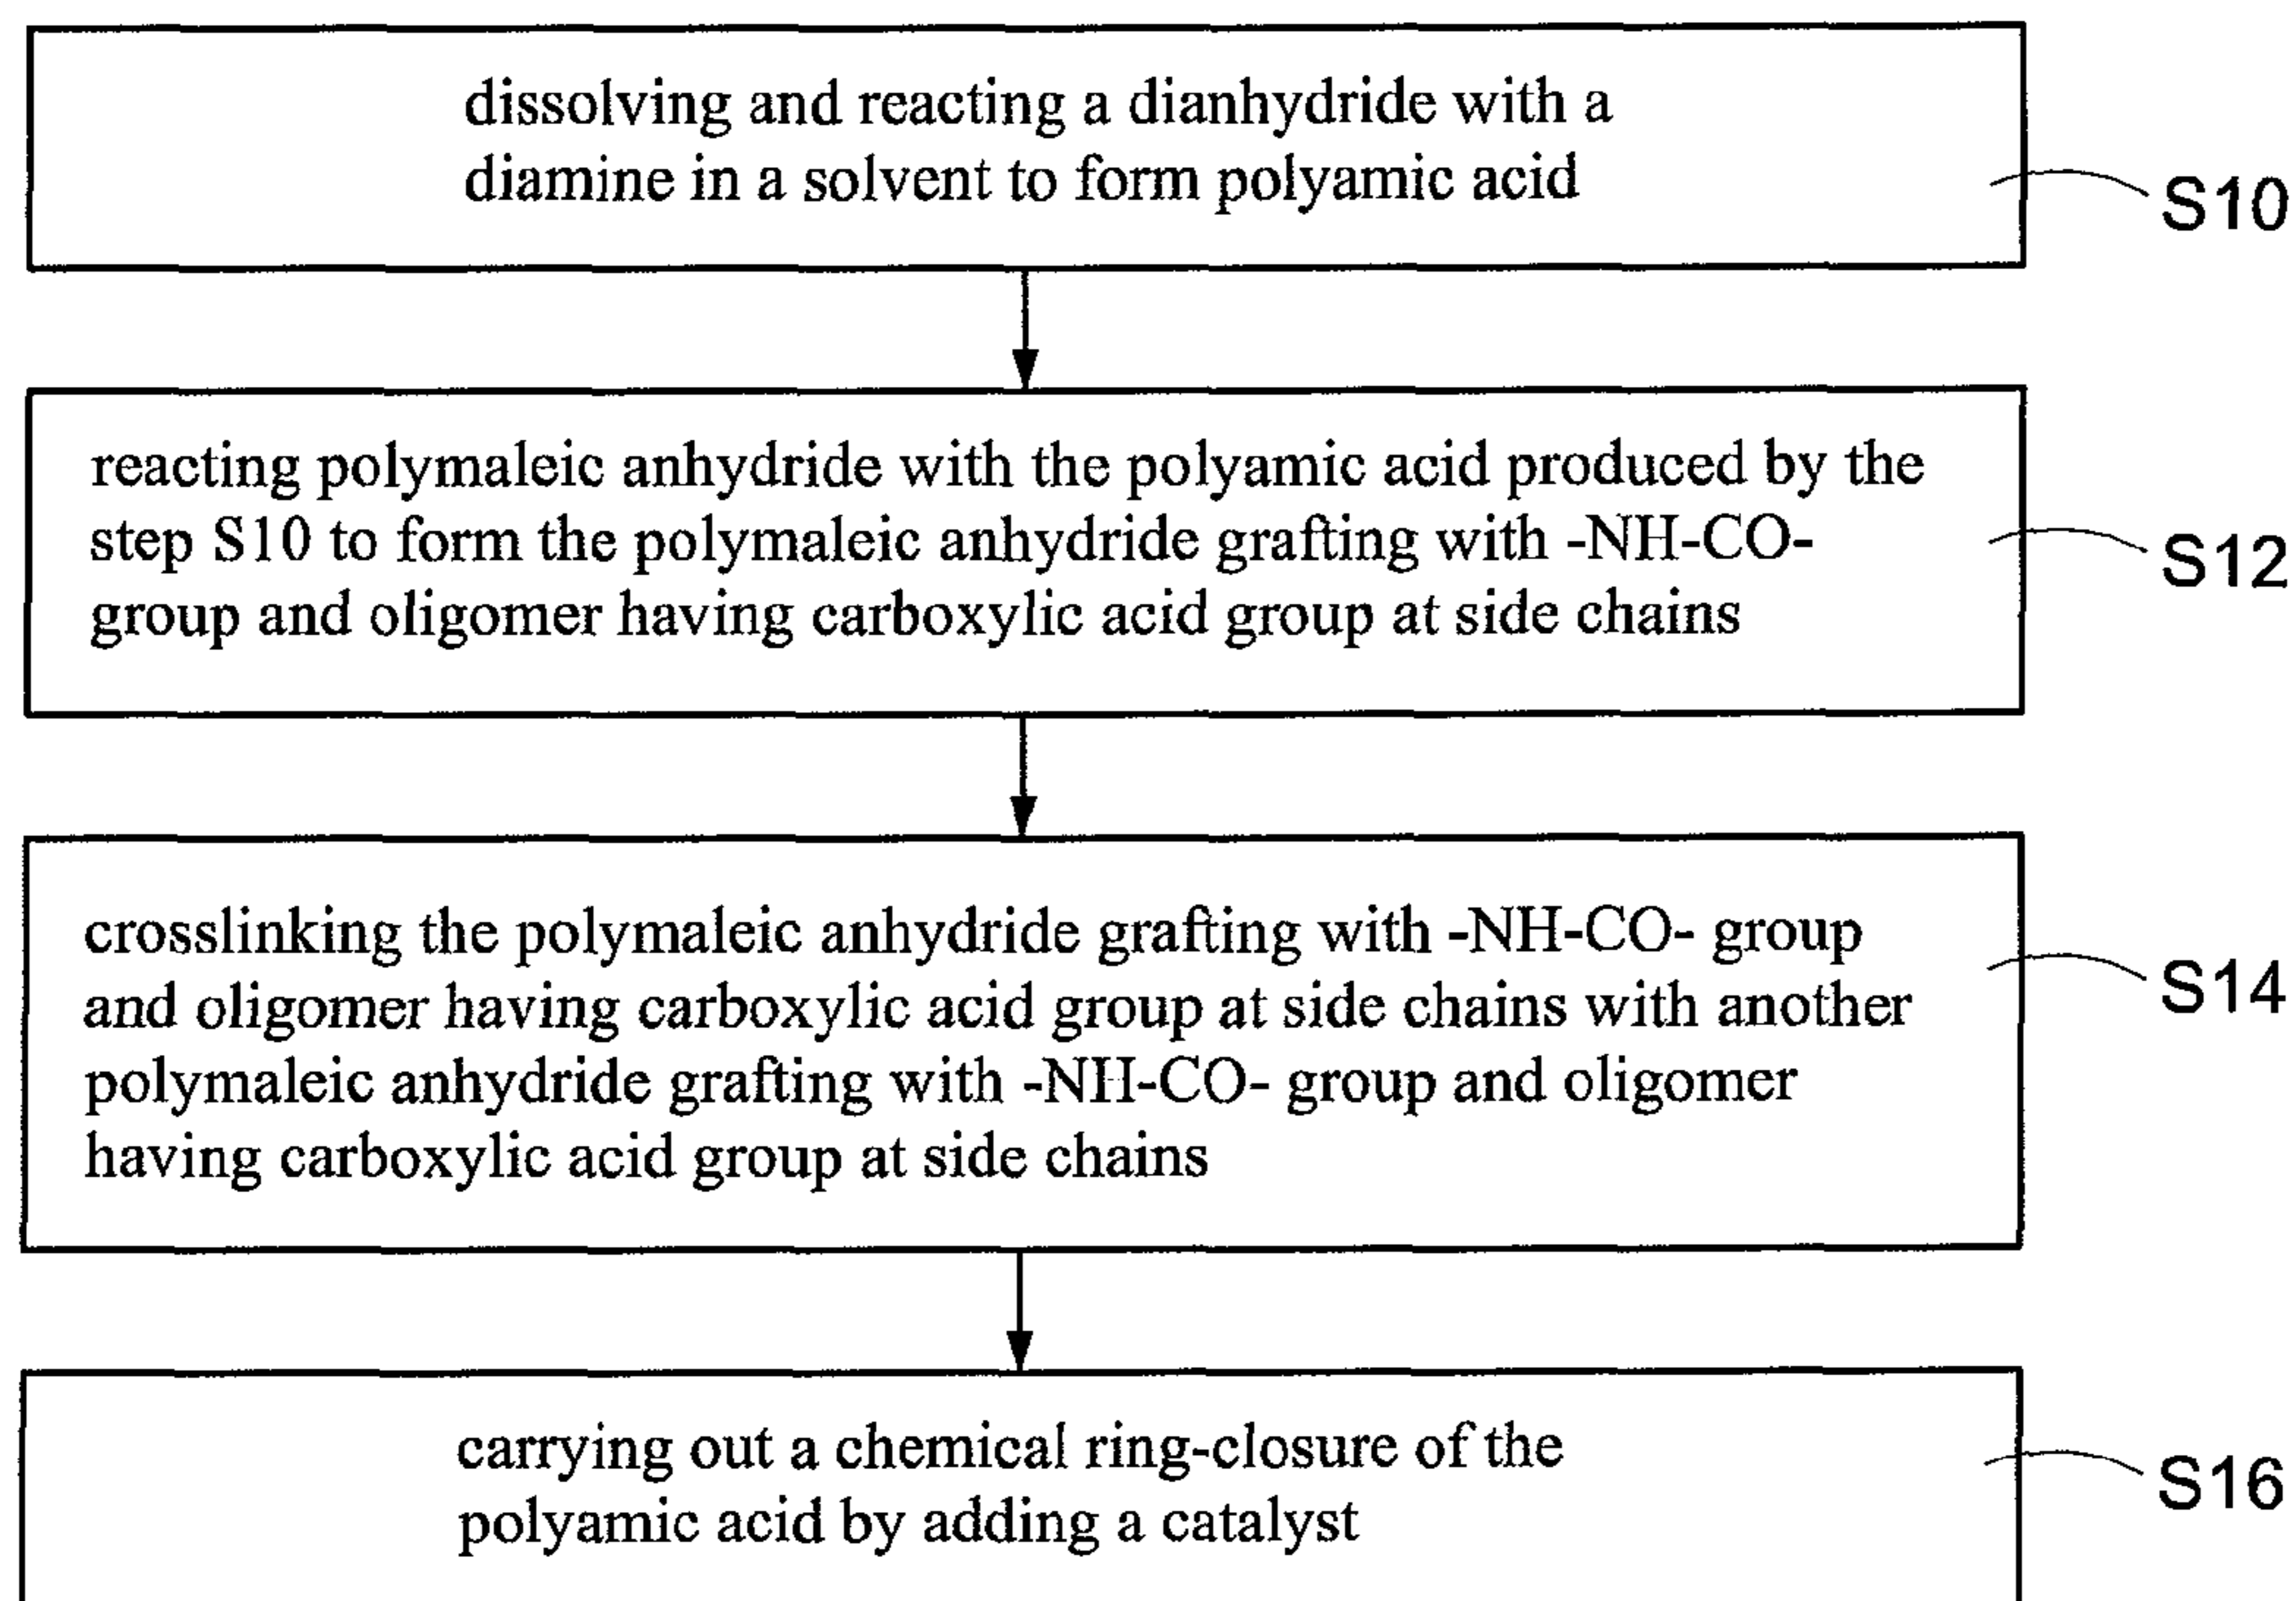 dissolving and reacting a dianhydride with a
diamine in a solvent to form polyamic acid
S10
reacting polymaleic anhydride with the polyamic acid produced by the
step S10 to form the polymaleic anhydride grafting with -NH-CO-
group and oligomer having carboxylic acid group at side chains
S12
crosslinking the polymaleic anhydride grafting with -NH-CO- group
and oligomer having carboxylic acid group at side chains with another
polymaleic anhydride grafting with -NH-CO- group and oligomer
having carboxylic acid group at side chains
S14
carrying out a chemical ring-closure of the
polyamic acid by adding a catalyst
S16